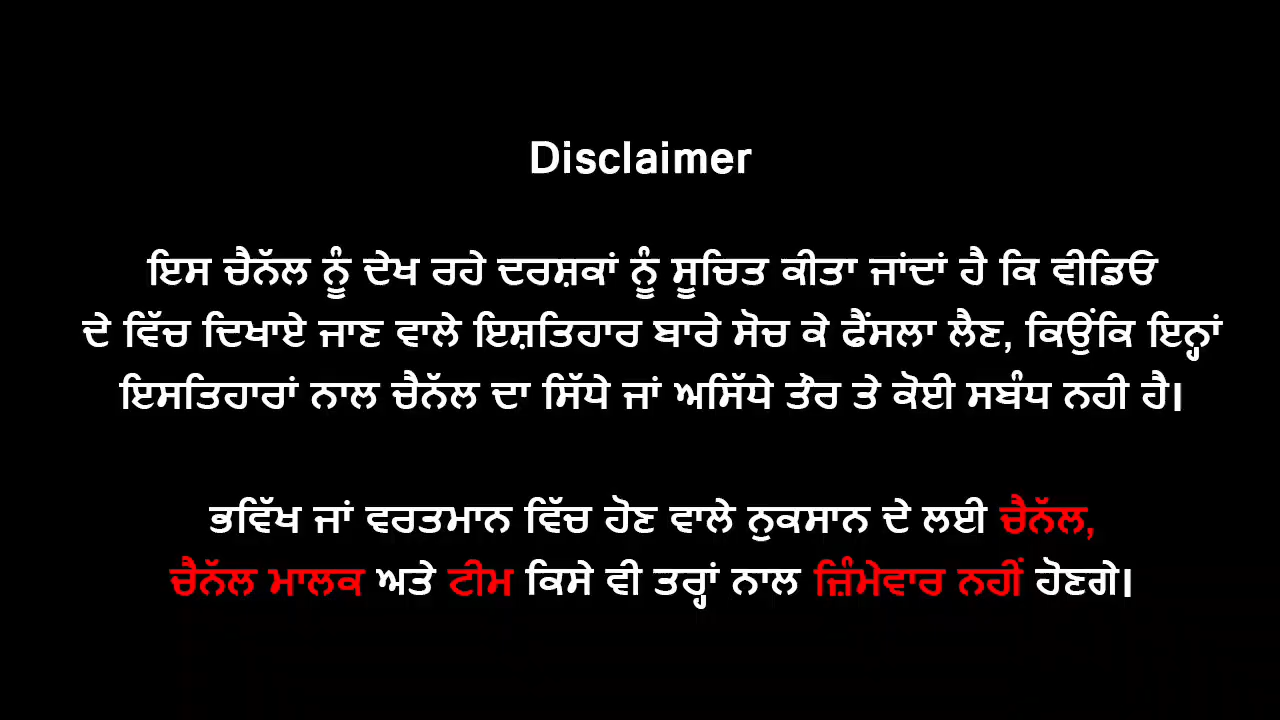 Disclaimer
ਇਸ ਚੈਨੱਲ ਨੂੰ ਦੇਖ ਰਹੇ ਦਰਸ਼ਕਾਂ ਨੂੰ ਸੂਚਿਤ ਕੀਤਾ ਜਾਂਦਾਂ ਹੈ ਕਿ ਵੀਡਿਓ
ਦੇ ਵਿੱਚ ਦਿਖਾਏ ਜਾਣ ਵਾਲੇ ਇਸ਼ਤਿਹਾਰ ਬਾਰੇ ਸੋਚ ਕੇ ਫੈਂਸਲਾ ਲੈਣ, ਕਿਉਂਕਿ ਇਨ੍ਹਾਂ
ਇਸਤਿਹਾਰਾਂ ਨਾਲ ਚੈਨੱਲ ਦਾ ਸਿੱਧੇ ਜਾਂ ਅਸਿੱਧੇ ਤੌਰ ਤੇ ਕੋਈ ਸਬੰਧ ਨਹੀ ਹੈ।
ਭਵਿੱਖ ਜਾਂ ਵਰਤਮਾਨ ਵਿੱਚ ਹੋਣ ਵਾਲੇ ਨੁਕਸਾਨ ਦੇ ਲਈ ਚੈਨੱਲ,
ਚੈਨੱਲ ਮਾਲਕ ਅਤੇ ਟੀਮ ਕਿਸੇ ਵੀ ਤਰ੍ਹਾਂ ਨਾਲ ਜ਼ਿੰਮੇਵਾਰ ਨਹੀਂ ਹੋਣਗੇ।